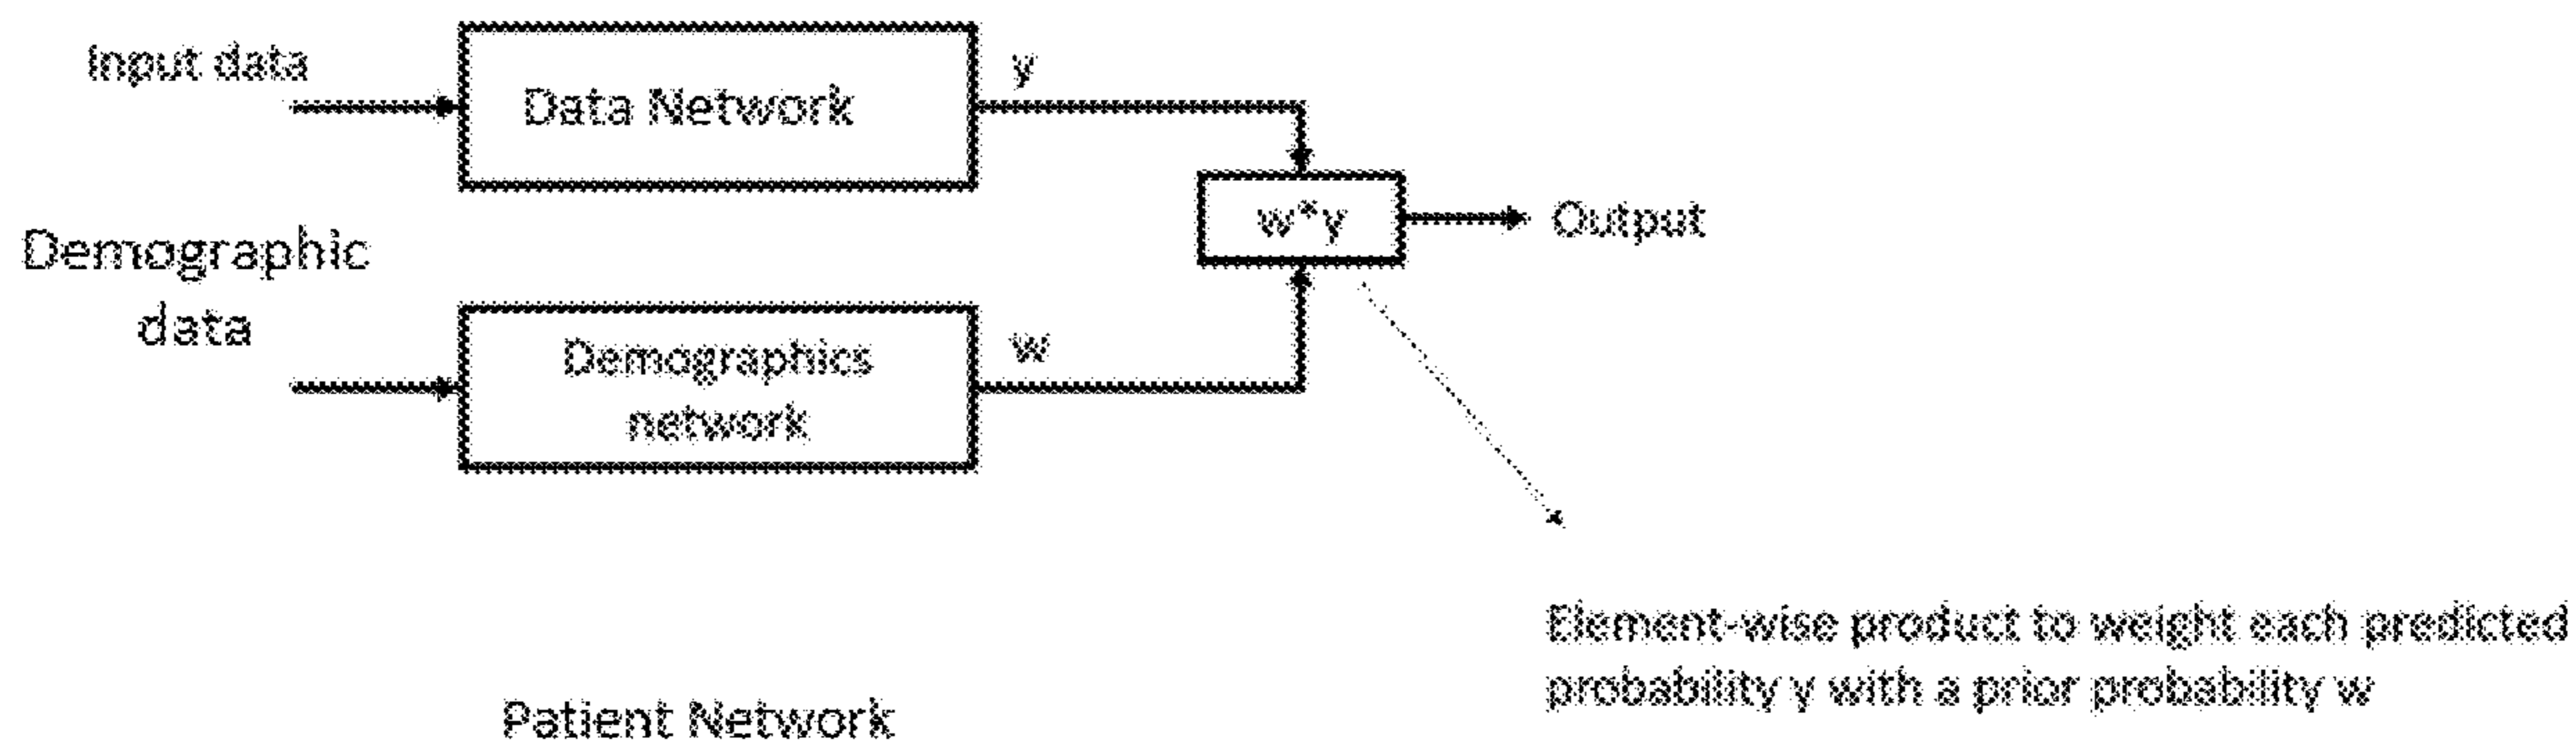 Input data
Data Network
y
Demographic
data
w*y
Output
Demographics
network
w
Element-wise product to weight each predicted
probability y with a prior probability w
Patient Network